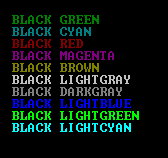 BLACK GREEN
BLACK CYAN
BLACK RED
BLACK MAGENTA
BLACK BROWN
BLACK LIGHTGRAY
BLACK DARKGRAY
BLACK LIGHTBLUE
BLACK LIGHTGREEN
BLACK LIGHTCYAN